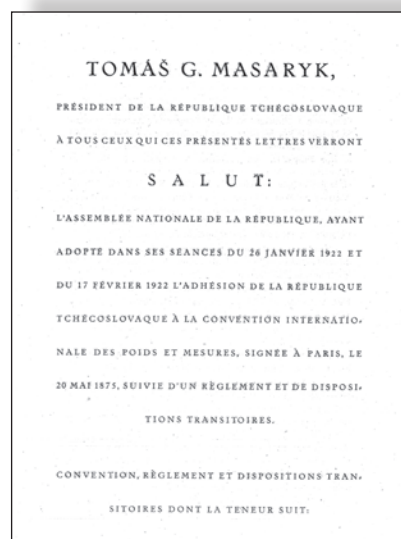 TOMÁŠ G. MASARYK,
PRÉSIDENT DE LA RÉPUBLIQUE TCHÉCOSLOVAQUE
À TOUS CEUX QUI CES PRÉSENTÉS LETTRES VERRONT
SALUT:
L'ASSEMBLÉE NATIONALE DE LA RÉPUBLIQUE, AYANT
ADOPTÉ DANS SES SÉANCES DU 26 JANVIER 1922 ET
DU 17 FÉVRIER 1922 L'ADHÉSION DE LA RÉPUBLIQUE
TCHÉCOSLOVAQUE À LA CONVENTION INTERNATIO-
NALE DES POIDS ET MESURES, SIGNÉE À PARIS, LE
20 MAI 1875, SUIVIE D'UN RÈGLEMENT ET DE DISPOSI-
TIONS TRANSITOIRES.
CONVENTION, RÈGLEMENT ET DISPOSITIONS TRAN-
SITOIRES DONT LA TENEUR SUIT: